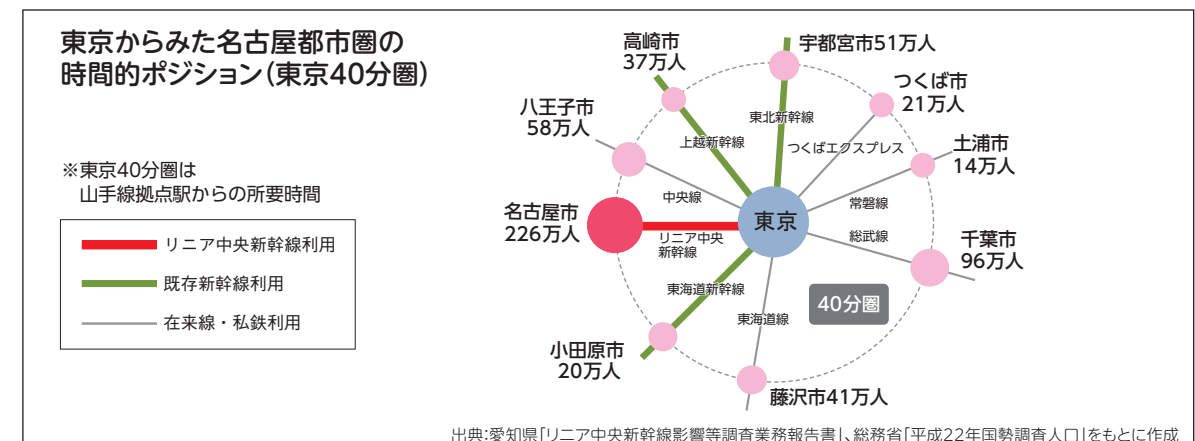 東京からみた名古屋都市圏の
時間的ポジション(東京40分圏)
※東京40分圏は
山手線拠点駅からの所要時間
リニア中央新幹線利用
既存新幹線利用
在来線・私鉄利用
高崎市
37万人
宇都宮市51万人
つくば市
21万人
八王子市
58万人
土浦市
14万人
名古屋市
226万人
千葉市
96万人
小田原市
20万人
藤沢市41万人
東北新幹線
上越新幹線
つくばエクスプレス
中央線
常磐線
東京
リニア中央
新幹線
総武線
東海道新幹線
東海道線
40分圏
出典:愛知県「リニア中央新幹線影響等調査業務報告書」、総務省「平成22年国勢調査人口」をもとに作成